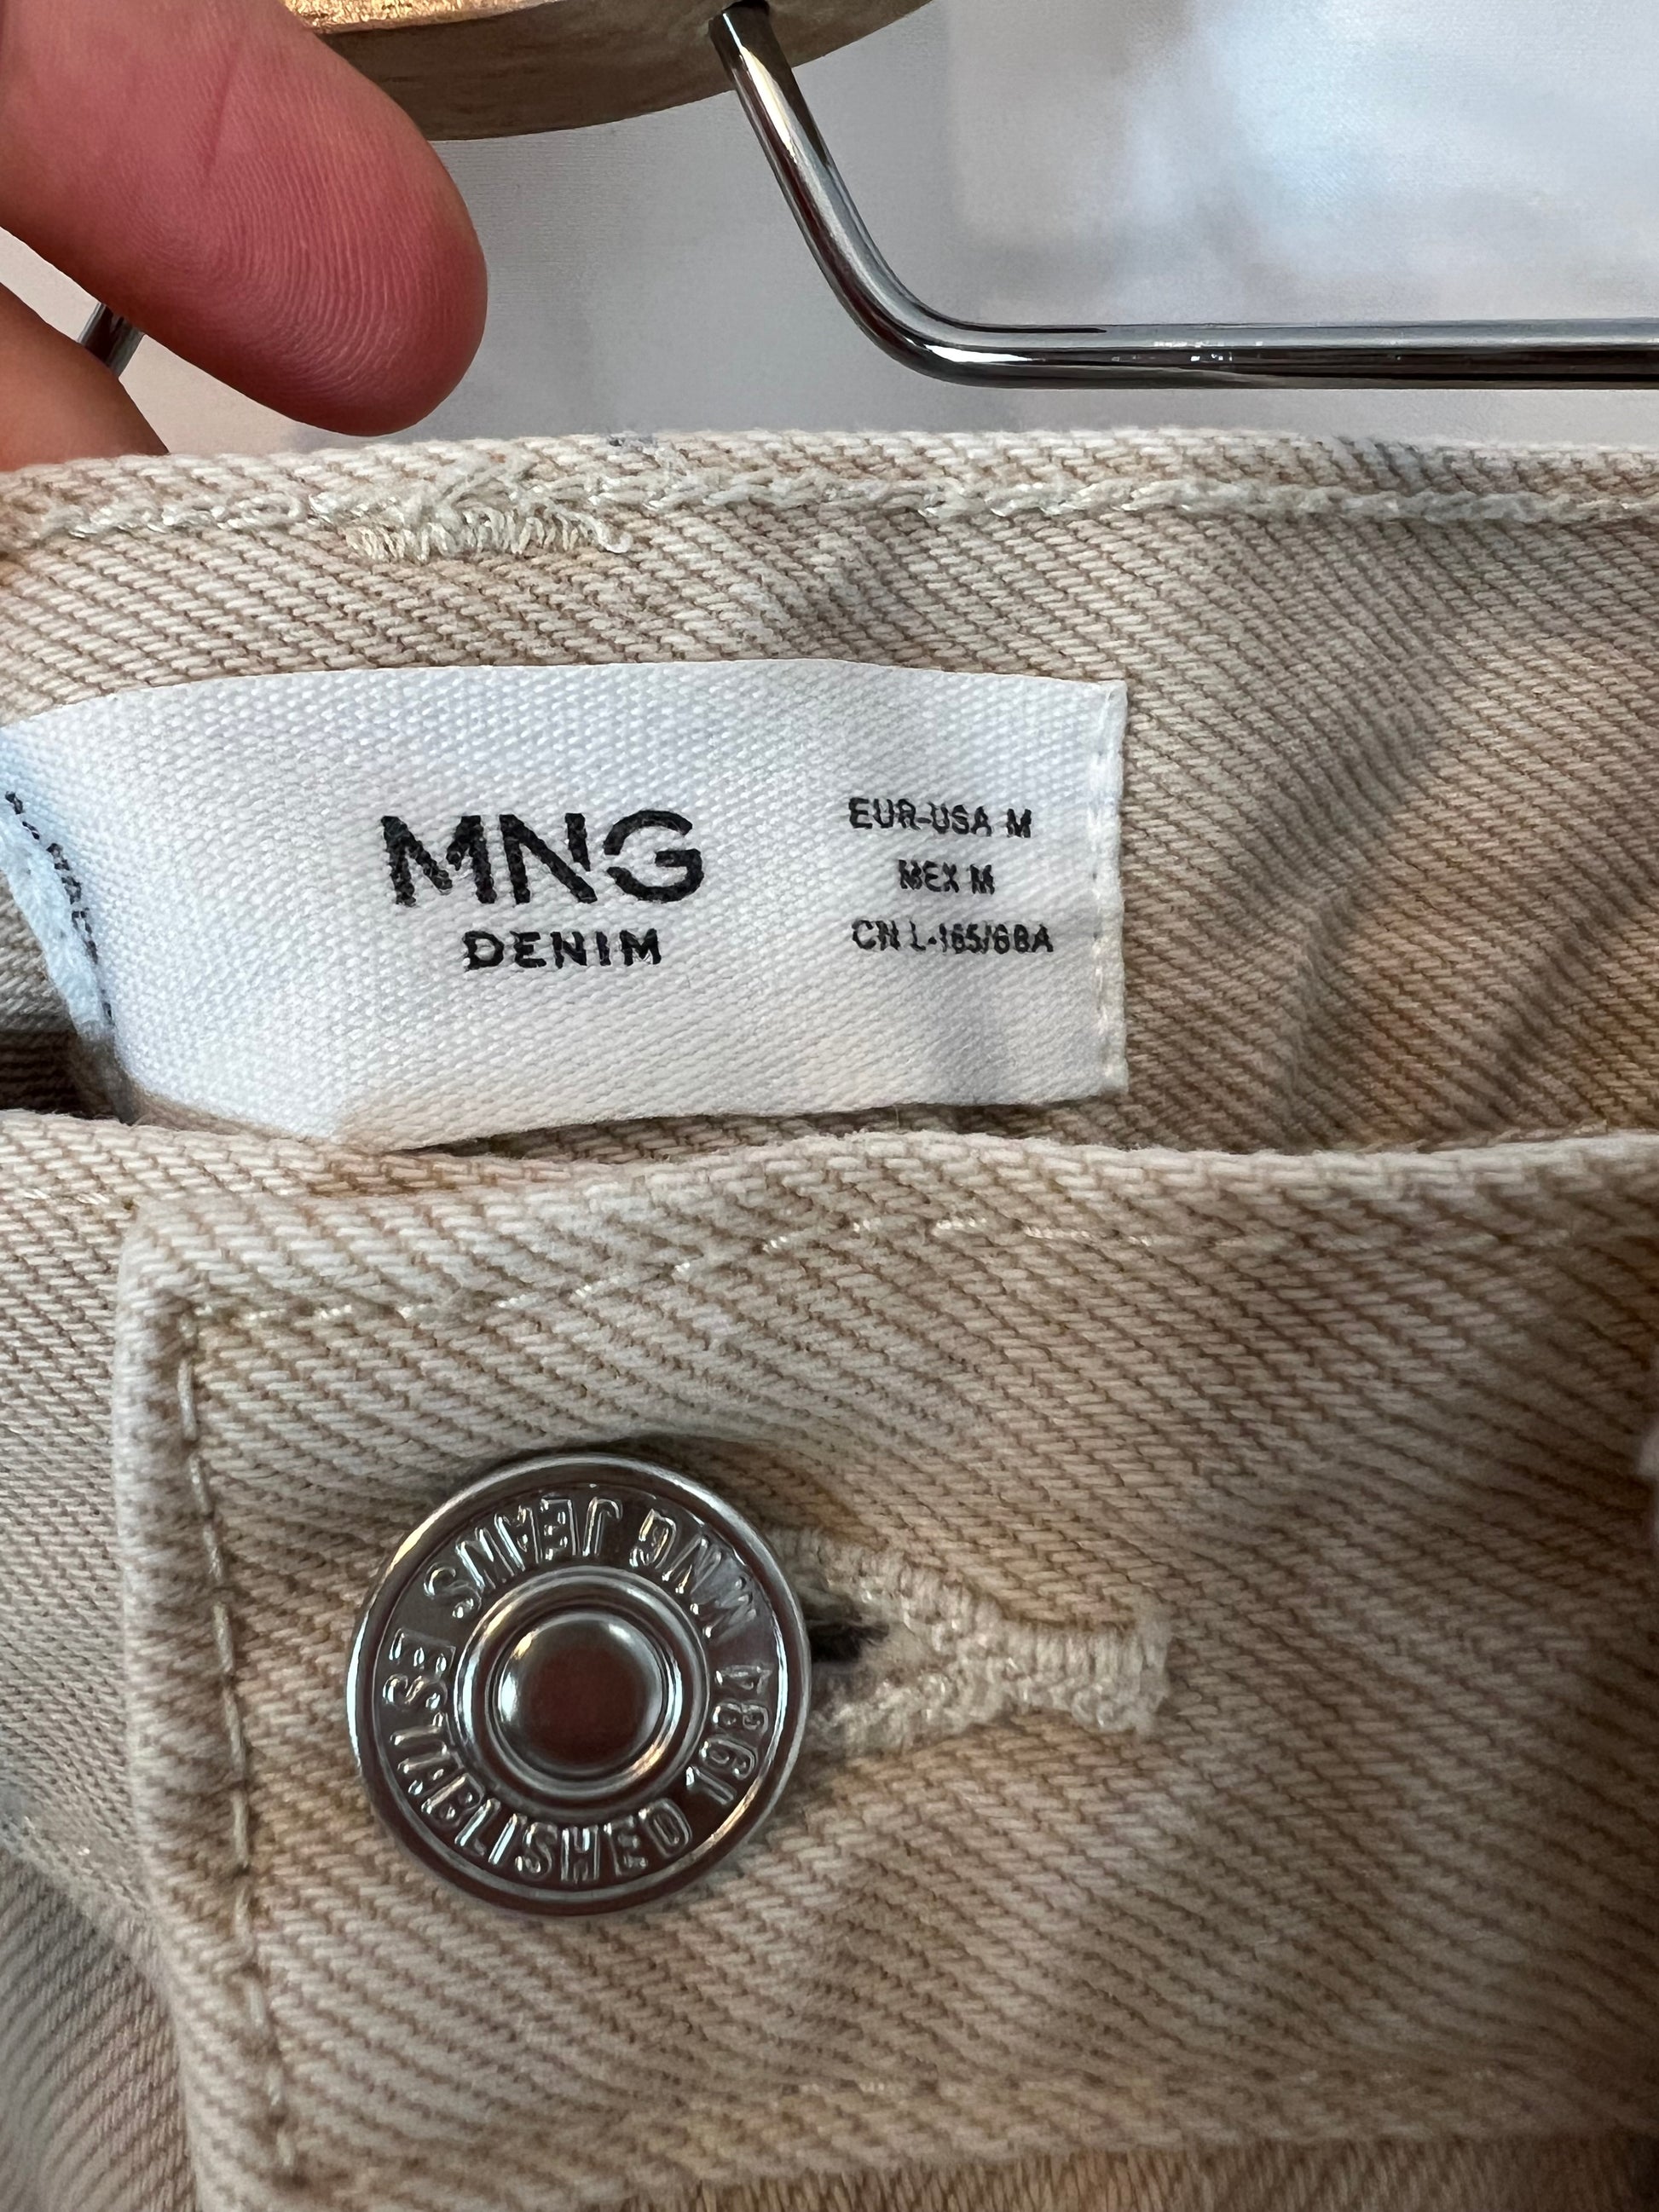 MNG
DENIM
EUR-USA M
MEX M
CN L-165/68A
MNG JEANS
ESTABLISHED 1984